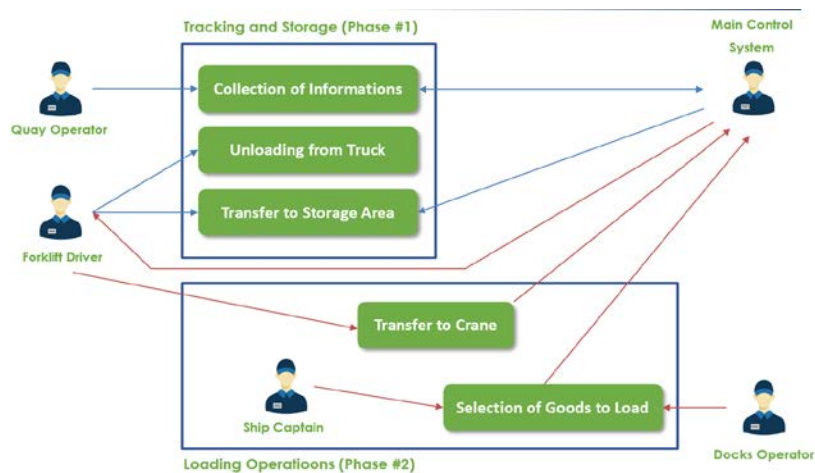 Tracking and Storage (Phase #1)
Main Control
System
Collection of Informations
Quay Operator
Unloading from Truck
Transfer to Storage Area
Forklift Driver
Transfer to Crane
Selection of Goods to Load
Ship Captain
Docks Operator
Loading Operatioons (Phase #2)